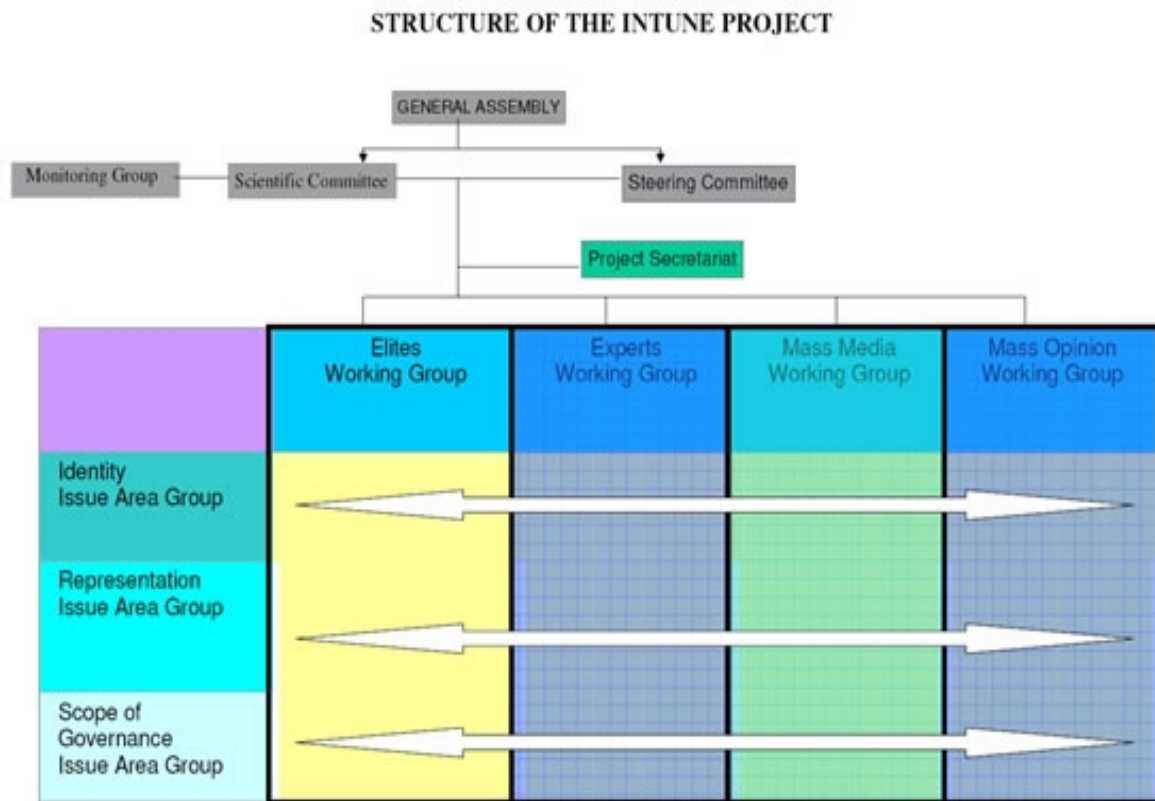 STRUCTURE OF THE INTUNE PROJECT
GENERAL ASSEMBLY
Monitoring Group
Scientific Committee
Steering Committee
Project Secretariat
Elites
Working Group
Experts
Working Group
Mass Media
Working Group
Mass Opinion
Working Group
Identity
Issue Area Group
Representation
Issue Area Group
Scope of
Governance
Issue Area Group